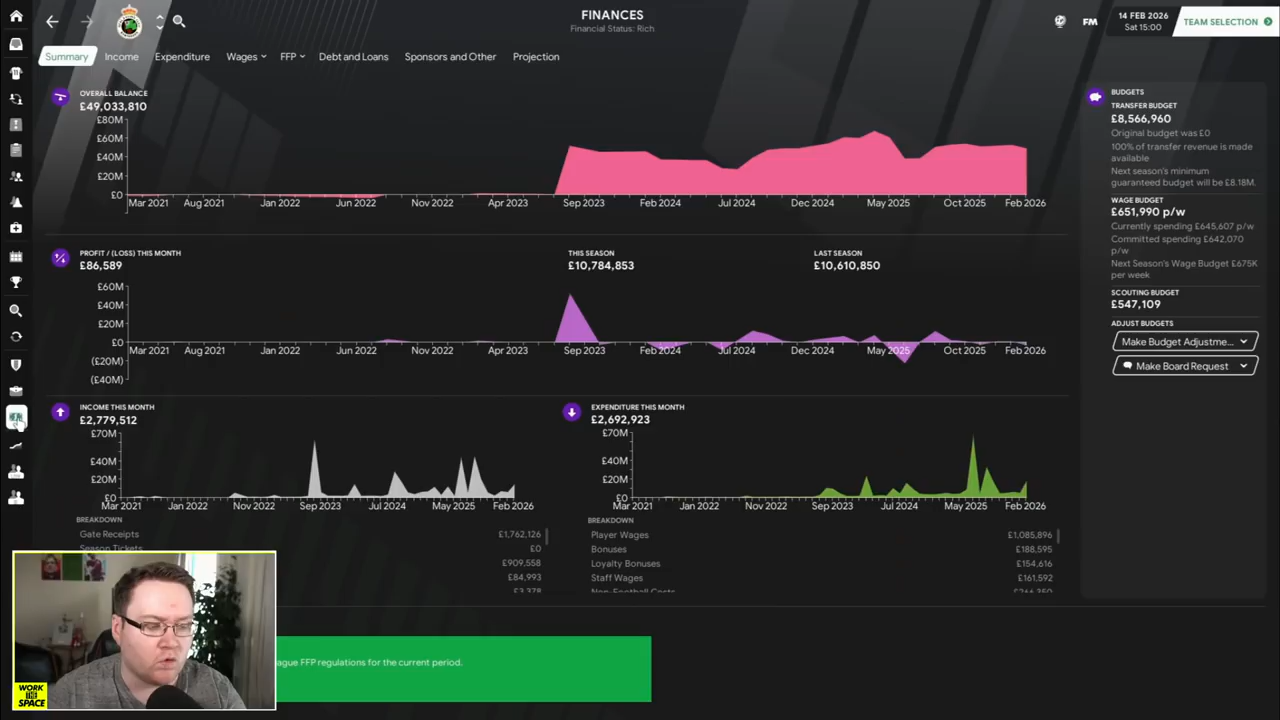 FINANCES
Financial Status: Rich
FM
14 FEB 2026
Sat 15:00
TEAM SELECTION
Summary
Income
Expenditure
Wages
FFP
Debt and Loans
Sponsors and Other
Projection
OVERALL BALANCE
£49,033,810
£80M
£60M
£40M
£20M
£0
Mar 2021 Aug 2021 Jan 2022 Jun 2022 Nov 2022 Apr 2023 Sep 2023 Feb 2024 Jul 2024 Dec 2024 May 2025 Oct 2025 Feb 2026
PROFIT / (LOSS) THIS MONTH
£86,589
THIS SEASON
£10,784,853
LAST SEASON
£10,610,850
£60M
£40M
£20M
£0
(£20M)
(£40M)
Mar 2021 Aug 2021 Jan 2022 Jun 2022 Nov 2022 Apr 2023 Sep 2023 Feb 2024 Jul 2024 Dec 2024 May 2025 Oct 2025 Feb 2026
INCOME THIS MONTH
£2,779,512
£70M
£40M
£20M
£0
Mar 2021 Jan 2022 Nov 2022 Sep 2023 Jul 2024 May 2025 Feb 2026
BREAKDOWN
Gate Receipts £1,762,126
Season Tickets £0
£909,558
£84,993
£3,378
EXPENDITURE THIS MONTH
£2,692,923
£70M
£40M
£20M
£0
Mar 2021 Jan 2022 Nov 2022 Sep 2023 Jul 2024 May 2025 Feb 2026
BREAKDOWN
Player Wages £1,085,896
Bonuses £188,595
Loyalty Bonuses £154,616
Staff Wages £161,592
Non-Football Costs £266,350
BUDGETS
TRANSFER BUDGET
£8,566,960
Original budget was £0
100% of transfer revenue is made
available
Next season's minimum
guaranteed budget will be £8.18M.
WAGE BUDGET
£651,990 p/w
Currently spending £645,607 p/w
Committed spending £642,070
p/w
Next Season's Wage Budget £675K
per week
SCOUTING BUDGET
£547,109
ADJUST BUDGETS
Make Budget Adjustme...
Make Board Request
ague FFP regulations for the current period.
WORK
THE
SPACE